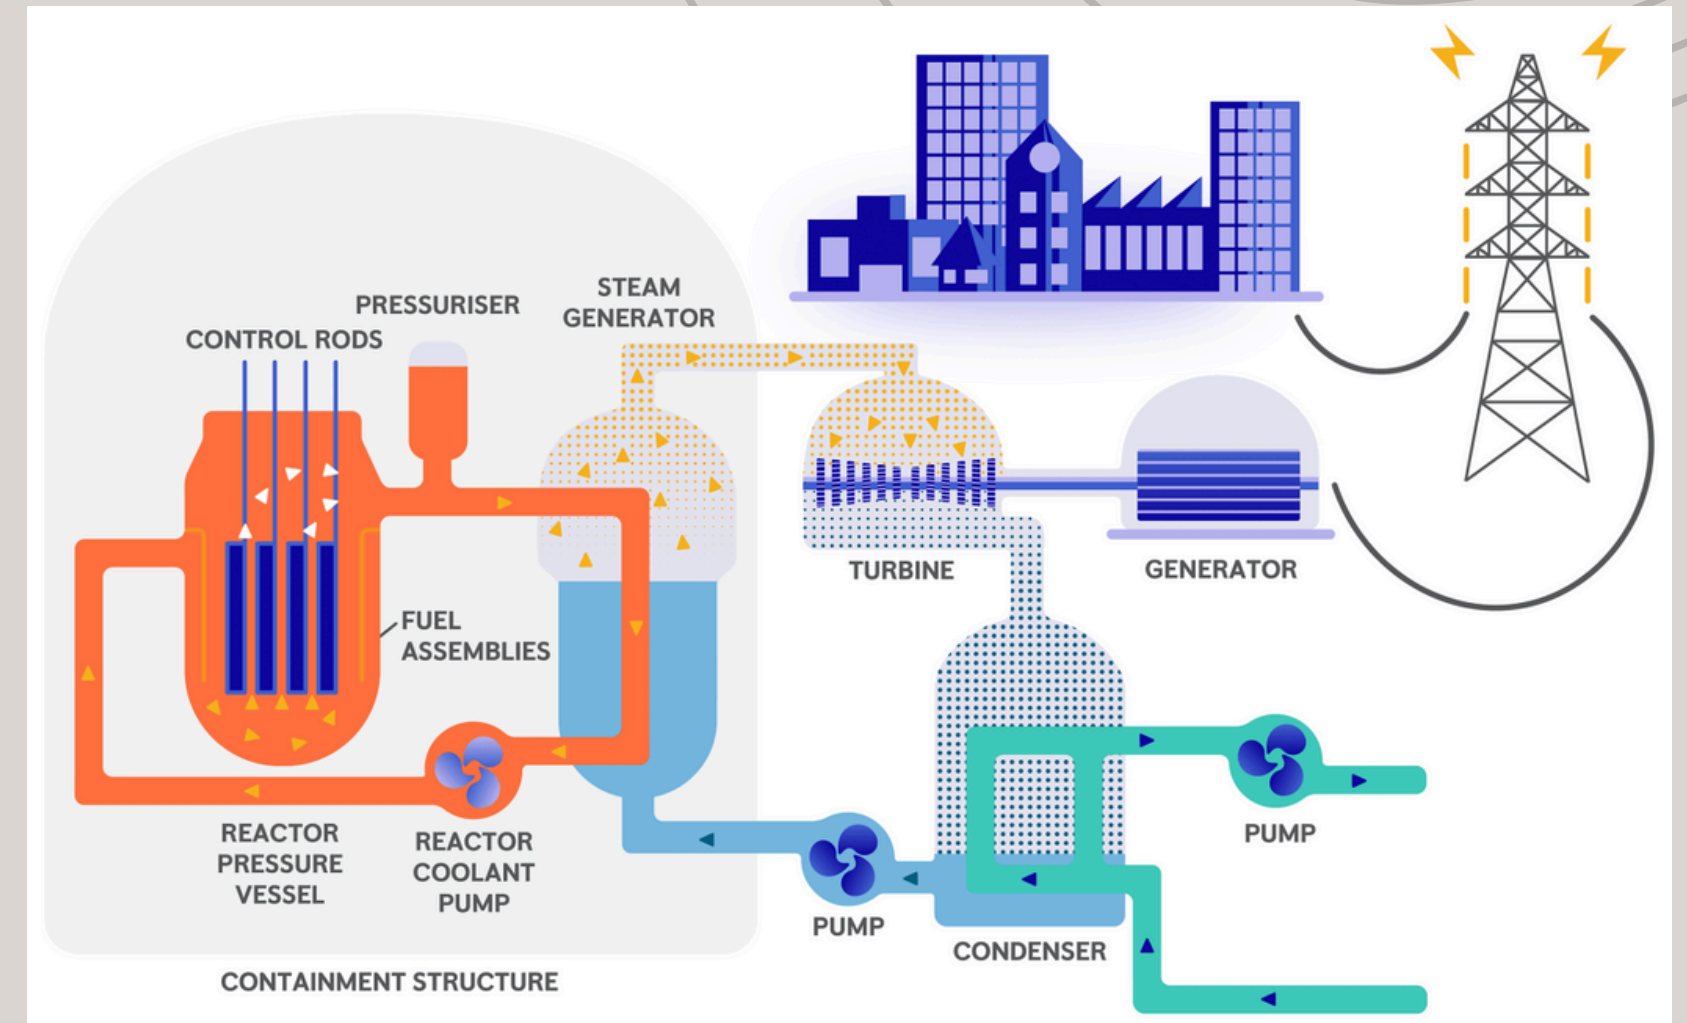 STEAM
GENERATOR
PRESSURISER
CONTROL RODS
FUEL
ASSEMBLIES
TURBINE
GENERATOR
REACTOR
PRESSURE
VESSEL
REACTOR
COOLANT
PUMP
PUMP
PUMP
CONDENSER
CONTAINMENT STRUCTURE